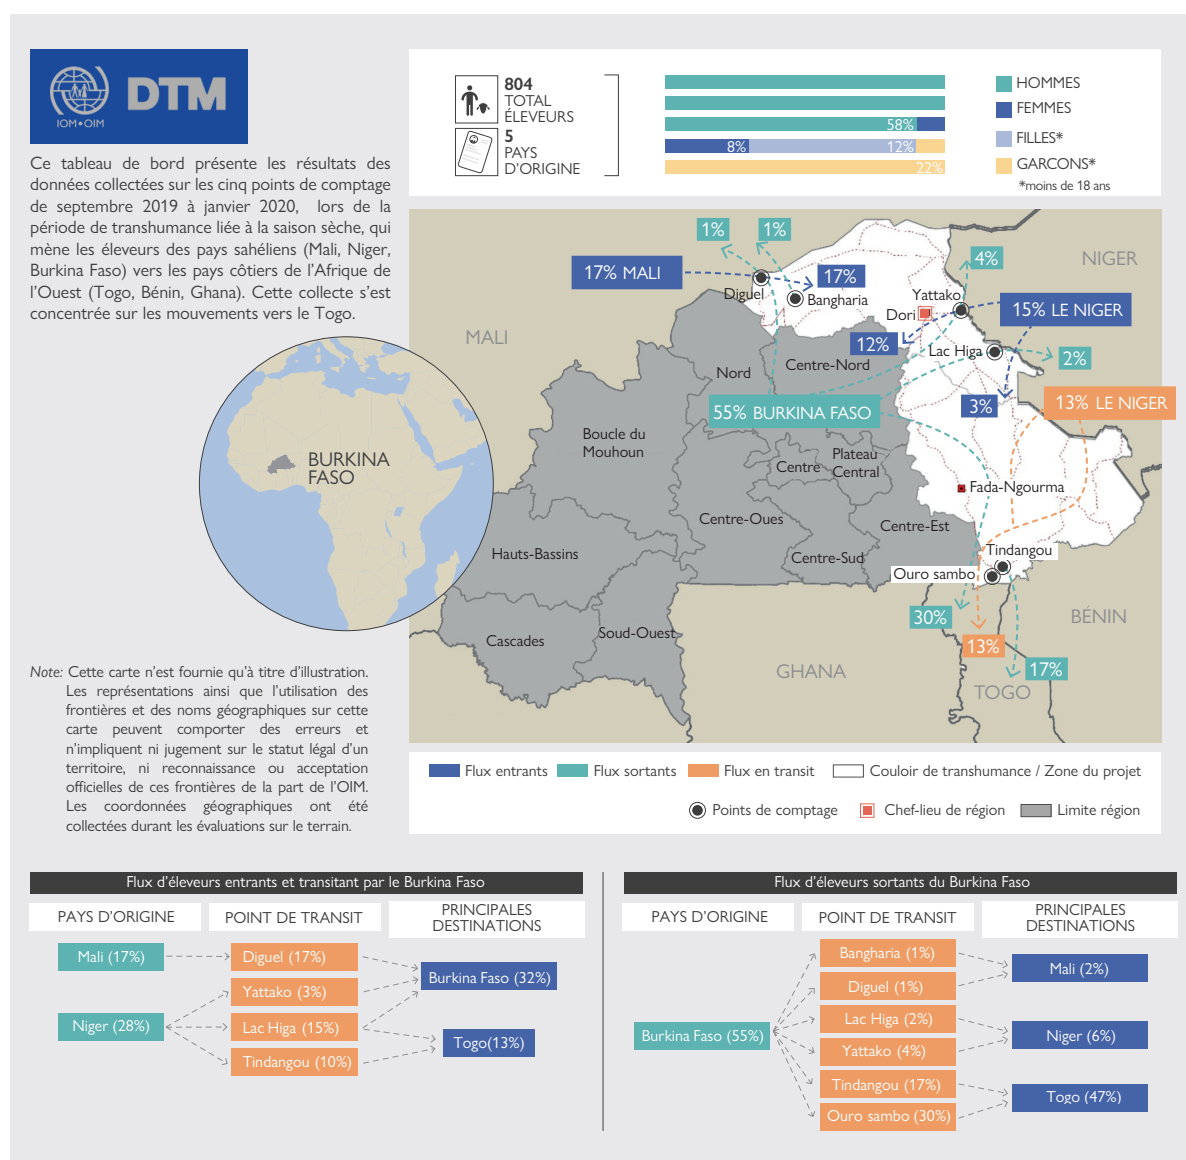 IOM•OIM
DTM
Ce tableau de bord présente les résultats des
données collectées sur les cinq points de comptage
de septembre 2019 à janvier 2020, lors de la
période de transhumance liée à la saison sèche, qui
mène les éleveurs des pays sahéliens (Mali, Niger,
Burkina Faso) vers les pays côtiers de l'Afrique de
l'Ouest (Togo, Bénin, Ghana). Cette collecte s'est
concentrée sur les mouvements vers le Togo.
804
TOTAL
ÉLEVEURS
5
PAYS
D'ORIGINE
58%
8%
12%
22%
HOMMES
FEMMES
FILLES*
GARCONS*
*moins de 18 ans
BURKINA
FASO
1%
1%
4%
NIGER
17% MALI
17%
Diguel
Bangharia
Yattako
Dori
15% LE NIGER
MALI
12%
Lac Higa
2%
Centre-Nord
Nord
55% BURKINA FASO
3%
13% LE NIGER
Boucle du
Mouhoun
Plateau
Central
Centre
Fada-Ngourma
Centre-Oues
Centre-Est
Hauts-Bassins
Centre-Sud
Tindangou
Ouro sambo
30%
BÉNIN
Cascades
Soud-Ouest
13%
GHANA
17%
TOGO
Note: Cette carte n'est fournie qu'à titre d'illustration.
Les représentations ainsi que l'utilisation des
frontières et des noms géographiques sur cette
carte peuvent comporter des erreurs et
n'impliquent ni jugement sur le statut légal d'un
territoire, ni reconnaissance ou acceptation
officielles de ces frontières de la part de l'OIM.
Les coordonnées géographiques ont été
collectées durant les évaluations sur le terrain.
Flux entrants
Flux sortants
Flux en transit
Couloir de transhumance / Zone du projet
Points de comptage
Chef-lieu de région
Limite région
Flux d'éleveurs entrants et transitant par le Burkina Faso
PAYS D'ORIGINE
POINT DE TRANSIT
PRINCIPALES
DESTINATIONS
Mali (17%)
Diguel (17%)
Burkina Faso (32%)
Yattako (3%)
Niger (28%)
Lac Higa (15%)
Togo(13%)
Tindangou (10%)
Flux d'éleveurs sortants du Burkina Faso
PAYS D'ORIGINE
POINT DE TRANSIT
PRINCIPALES
DESTINATIONS
Bangharia (1%)
Mali (2%)
Diguel (1%)
Lac Higa (2%)
Burkina Faso (55%)
Niger (6%)
Yattako (4%)
Tindangou (17%)
Togo (47%)
Ouro sambo (30%)